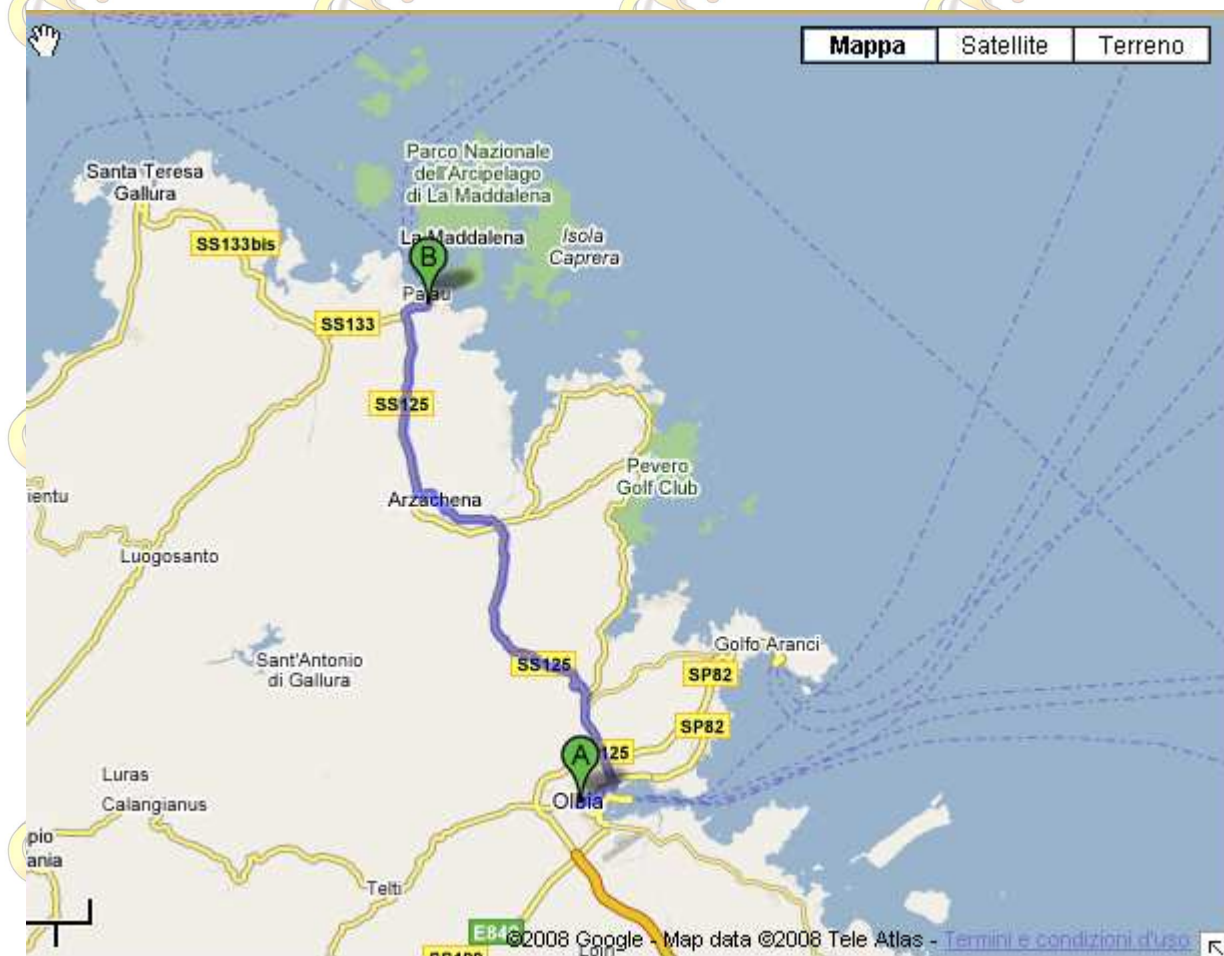 Mappa
Satellite
Terreno
Parco Nazionale
dell'Arcipelago
di La Maddalena
Santa Teresa
Gallura
La Maddalena
Isola
Caprera
SS133bis
B
Palau
SS133
SS125
Pevero
Golf Club
Arzachena
Luogosanto
Golfo Aranci
Sant'Antonio
di Gallura
SS125
SP82
SP82
A
125
Luras
Olbia
Calangianus
Telti
©2008 Google - Map data ©2008 Tele Atlas - Termini e condizioni d'uso